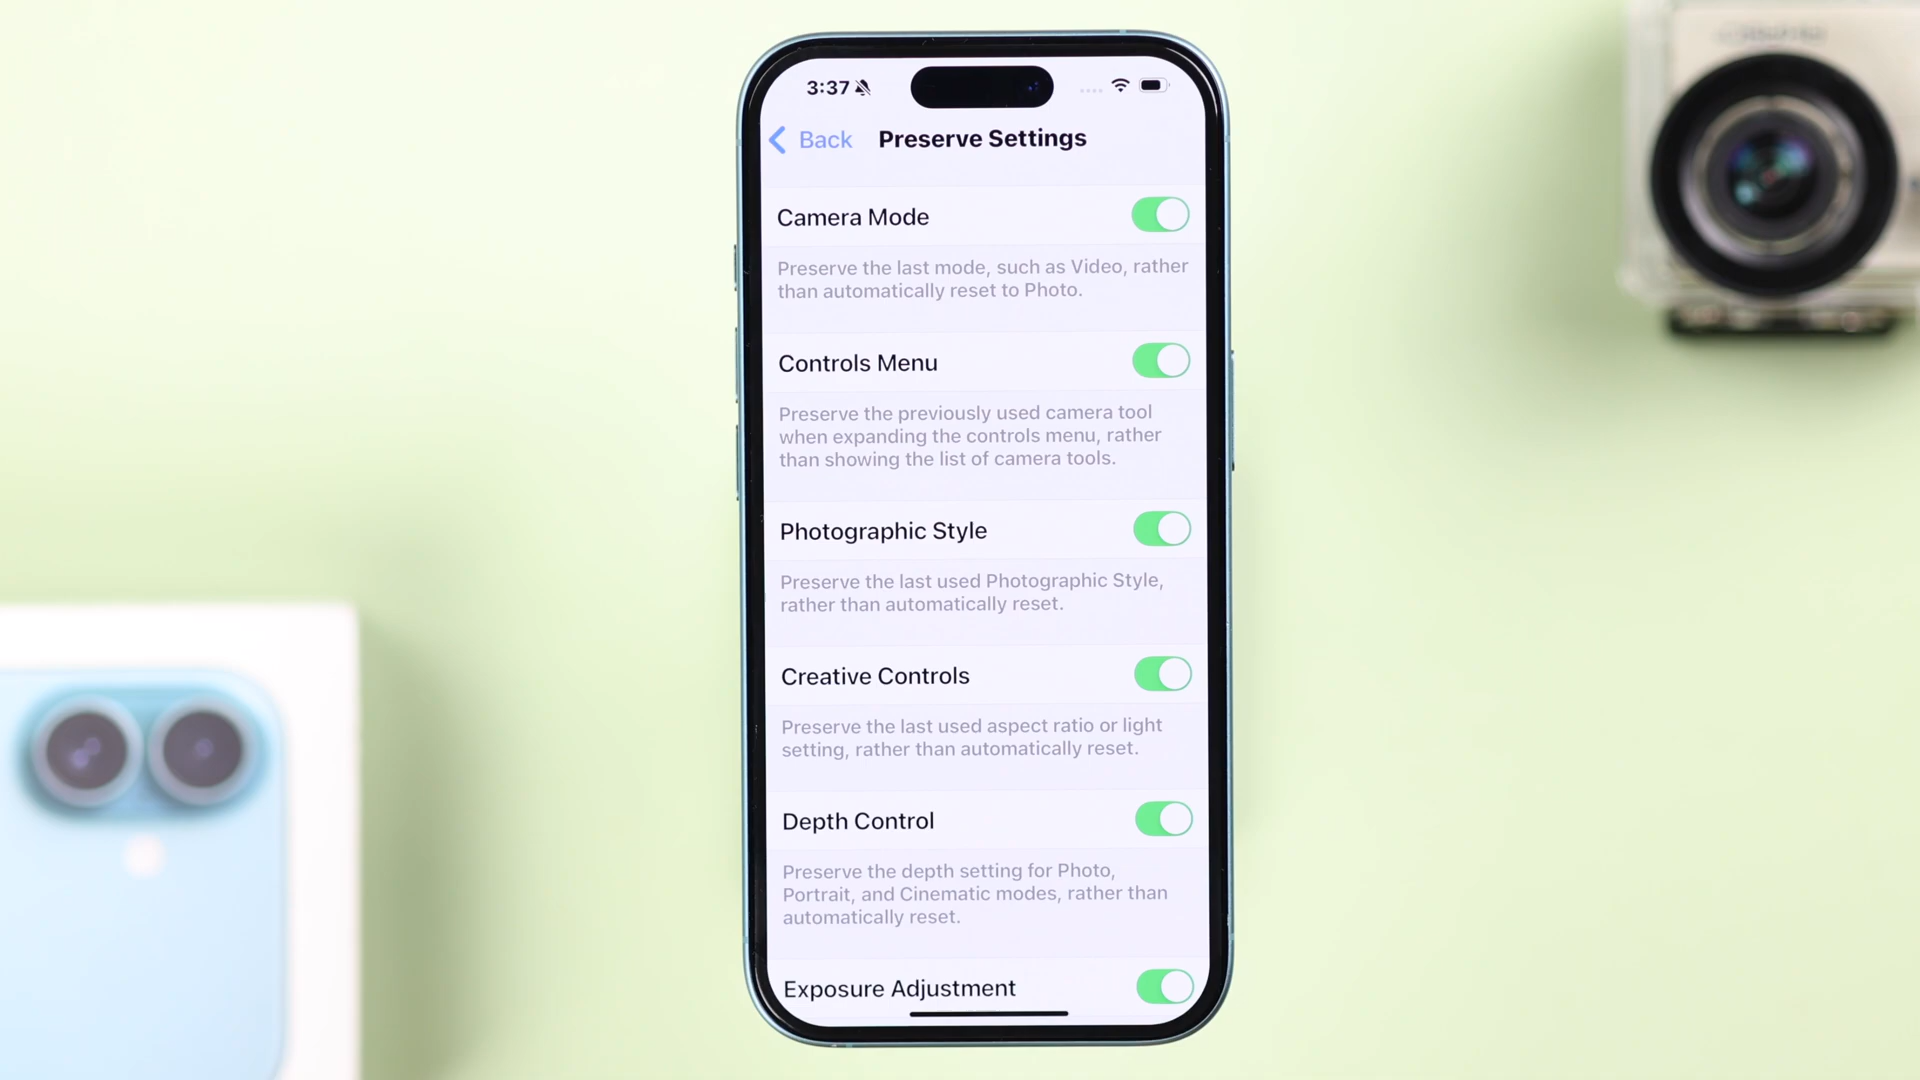 3:37
Back Preserve Settings
Camera Mode
Preserve the last mode, such as Video, rather
than automatically reset to Photo.
Controls Menu
Preserve the previously used camera tool
when expanding the controls menu, rather
than showing the list of camera tools.
Photographic Style
Preserve the last used Photographic Style,
rather than automatically reset.
Creative Controls
Preserve the last used aspect ratio or light
setting, rather than automatically reset.
Depth Control
Preserve the depth setting for Photo,
Portrait, and Cinematic modes, rather than
automatically reset.
Exposure Adjustment